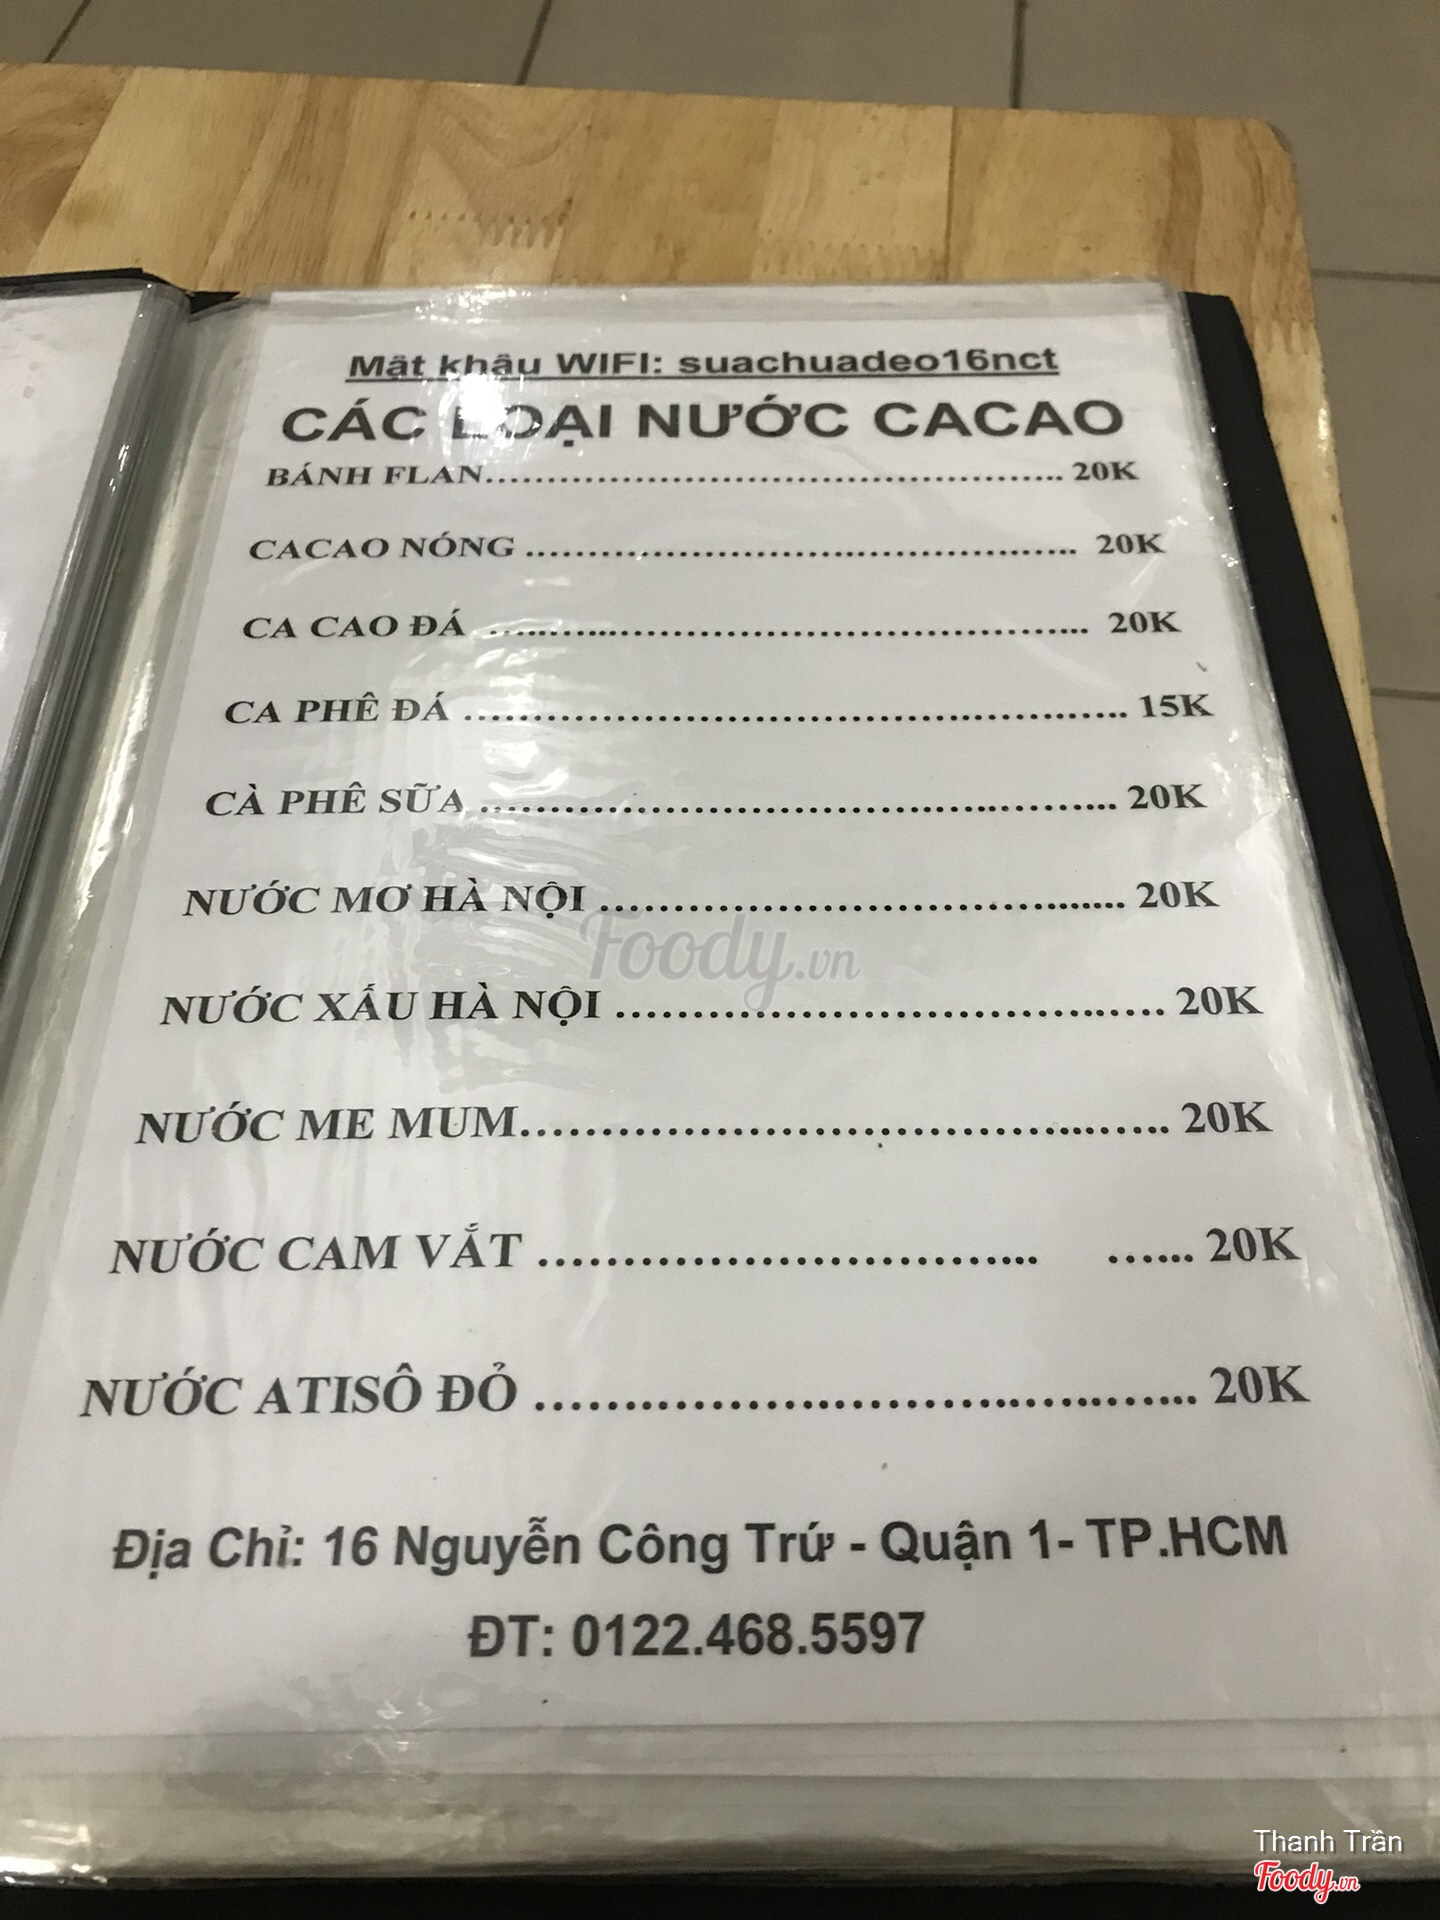 Mật khẩu WIFI: suachuadeo16nct
CÁC LOẠI NƯỚC CACAO
BÁNH FLAN.................................................. 20K
CACAO NÓNG .............................................. 20K
CA CAO ĐÁ .................................................. 20K
CA PHÊ ĐÁ .................................................. 15K
CÀ PHÊ SỮA ................................................ 20K
NƯỚC MƠ HÀ NỘI ........................................ 20K
NƯỚC XẤU HÀ NỘI ...................................... 20K
NƯỚC ME MUM............................................ 20K
NƯỚC CAM VẮT ................................ ...... 20K
NƯỚC ATISÔ ĐỎ .......................................... 20K
Địa Chỉ: 16 Nguyễn Công Trứ - Quận 1- TP.HCM
ĐT: 0122.468.5597
Foody.vn
Thanh Trần
Foody.vn